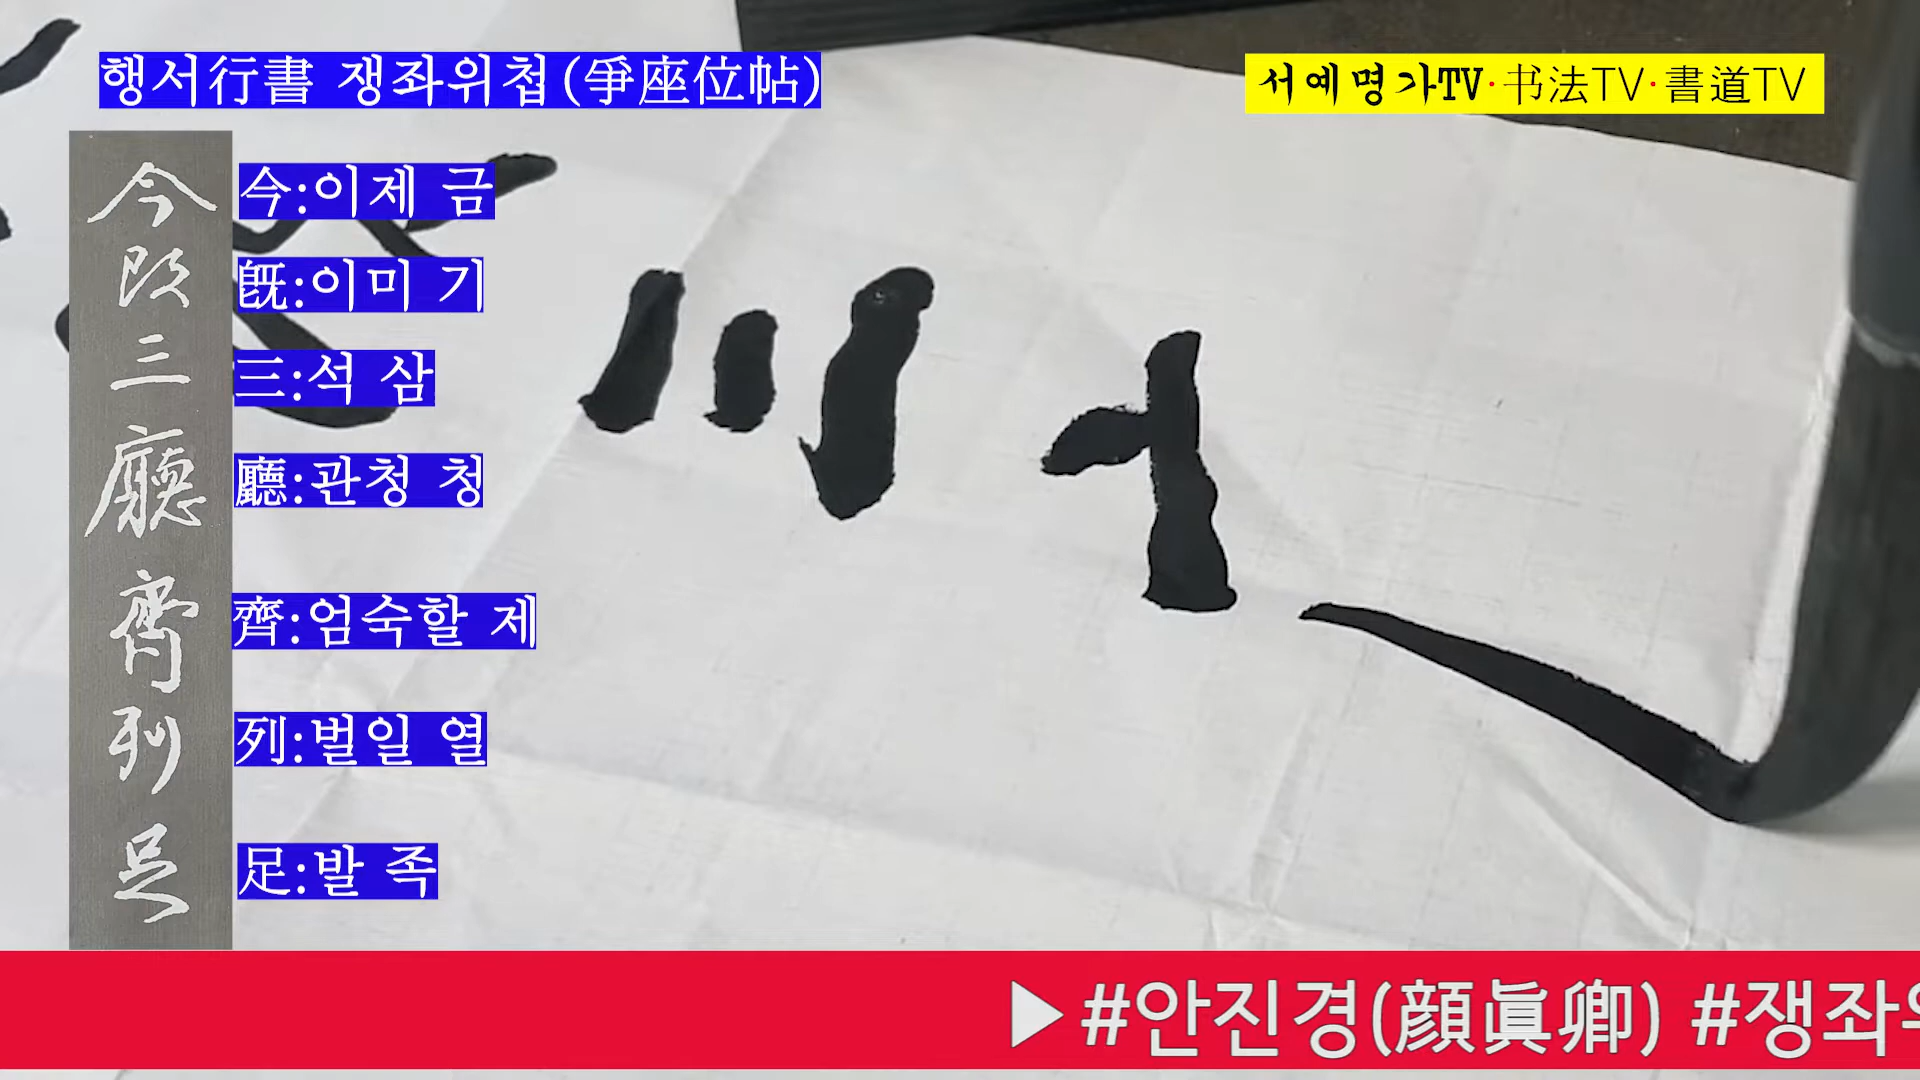 행서行書 쟁좌위첩(爭座位帖)
서예명가TV·书法TV·書道TV
今既三廳齊列足
今:이제 금
既:이미 기
三:석 삼
廳:관청 청
齊:엄숙할 제
列:벌일 열
足:발 족
▶#안진경(顔眞卿) #쟁좌위